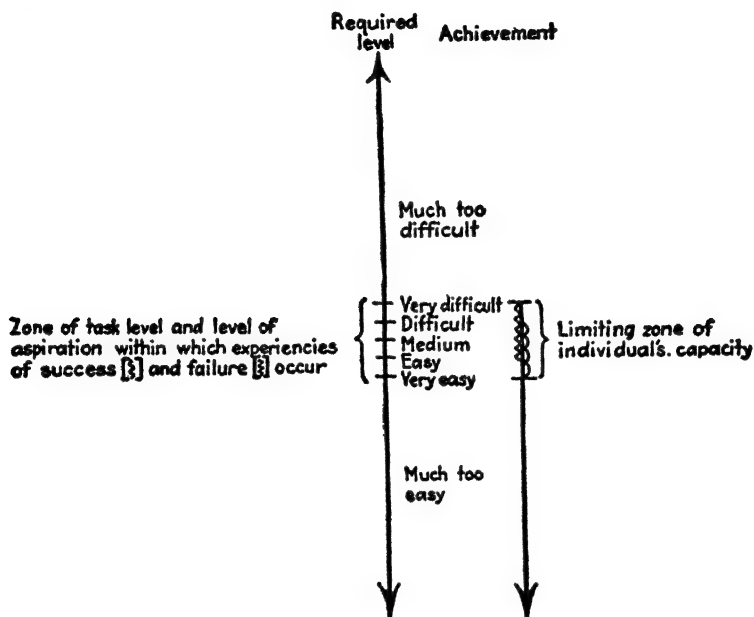 Required
level
Achievement
Much too
difficult
Very difficult
Difficult
Medium
Easy
Very easy
Zone of task level and level of
aspiration within which experiencies
of success [⌇] and failure [⌇] occur
Limiting zone of
individual's. capacity
Much too
easy